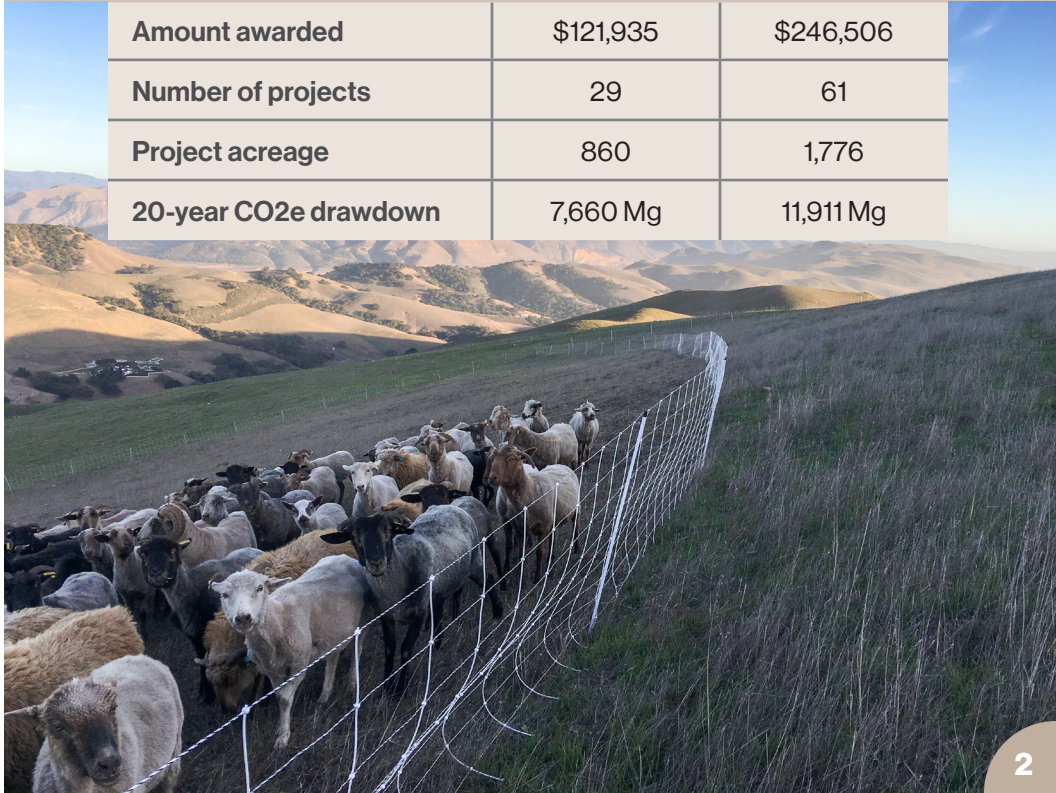 Amount awarded $121,935 $246,506
Number of projects 29 61
Project acreage 860 1,776
20-year CO2e drawdown 7,660 Mg 11,911 Mg
2